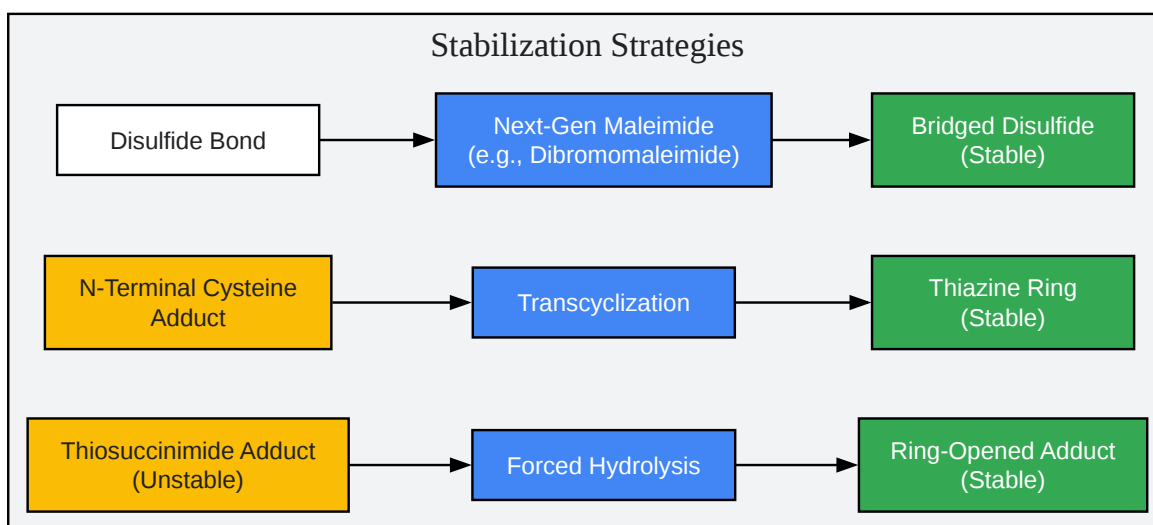 Stabilization Strategies
Disulfide Bond
Next-Gen Maleimide
(e.g., Dibromomaleimide)
Bridged Disulfide
(Stable)
N-Terminal Cysteine
Adduct
Transcyclization
Thiazine Ring
(Stable)
Thiosuccinimide Adduct
(Unstable)
Forced Hydrolysis
Ring-Opened Adduct
(Stable)